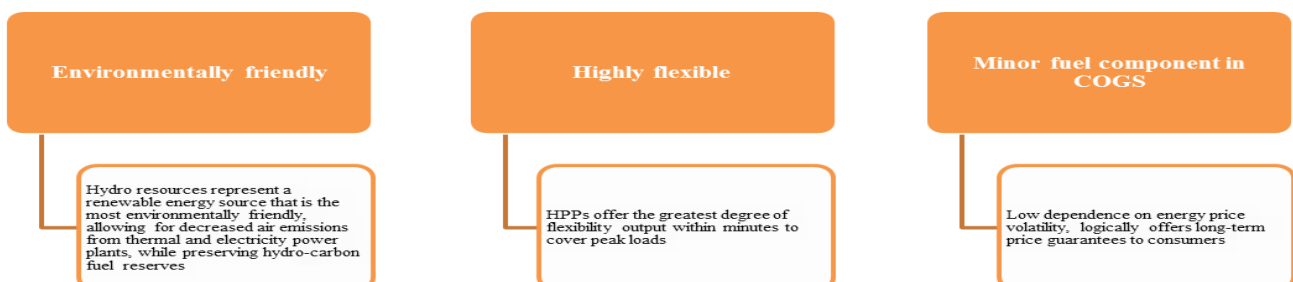 Environmentally friendly
Hydro resources represent a
renewable energy source that is the
most environmentally friendly,
allowing for decreased air emissions
from thermal and electricity power
plants, while preserving hydro-carbon
fuel reserves
Highly flexible
HPPs offer the greatest degree of
flexibility output within minutes to
cover peak loads
Minor fuel component in
COGS
Low dependence on energy price
volatility, logically offers long-term
price guarantees to consumers